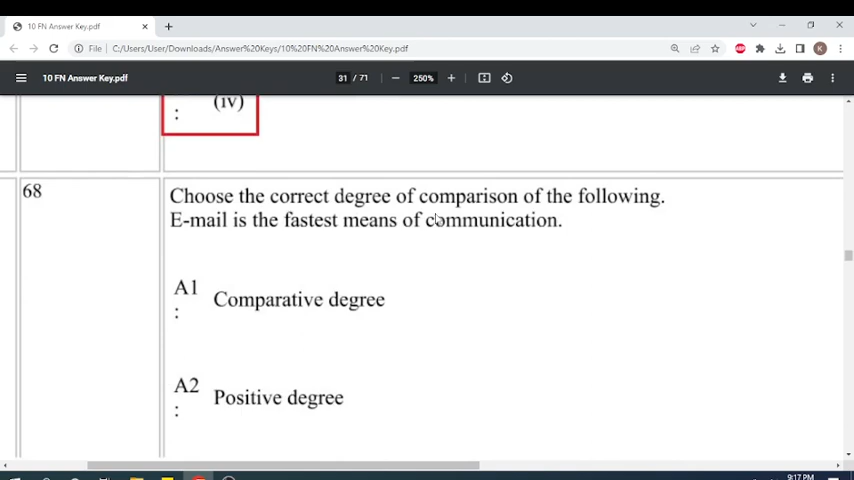 10 FN Answer Key.pdf
File
C:/Users/User/Downloads/Answer%20Keys/10%20FN%20Answer%20Key.pdf
ABP
K
10 FN Answer Key.pdf
31 / 71
250%
(iv)
:
68
Choose the correct degree of comparison of the following.
E-mail is the fastest means of communication.
A1
:
Comparative degree
A2
:
Positive degree
9:17 PM